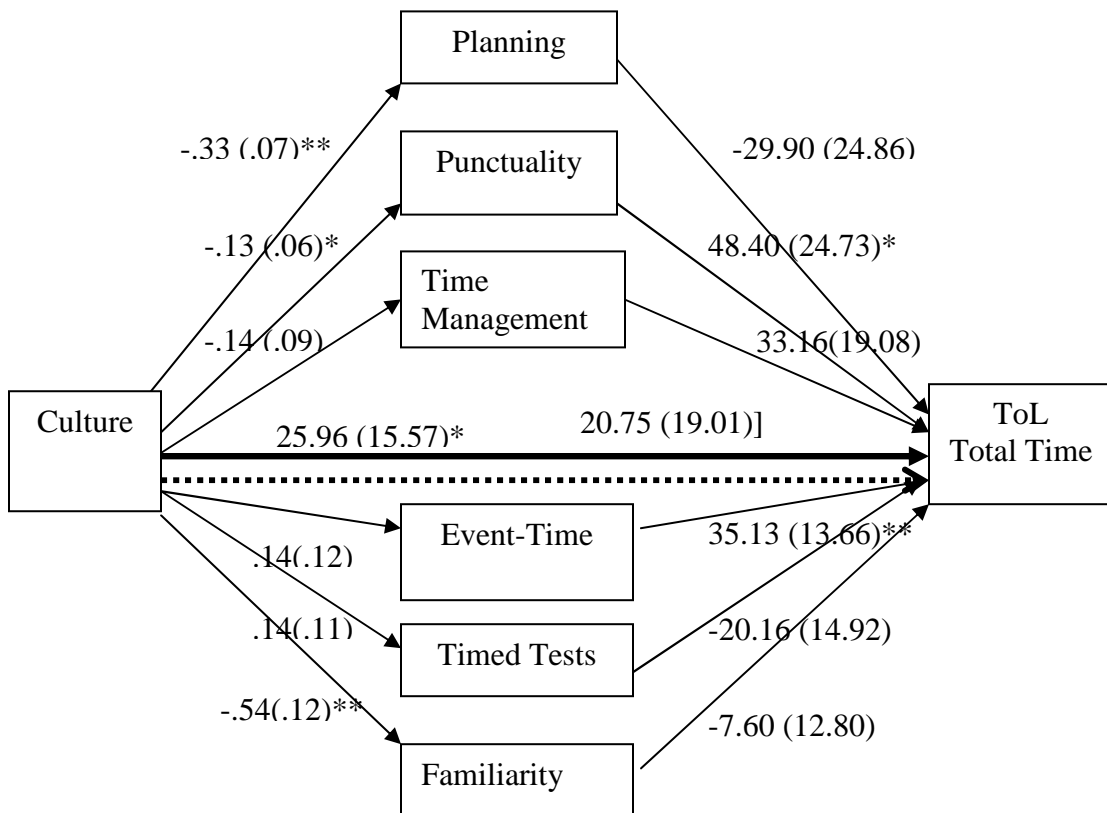 Planning
-.33 (.07)**
-29.90 (24.86)
Punctuality
-.13 (.06)*
48.40 (24.73)*
Time
Management
-.14 (.09)
33.16(19.08)
Culture
25.96 (15.57)*
20.75 (19.01)]
ToL
Total Time
Event-Time
35.13 (13.66)**
.14(.12)
.14(.11)
Timed Tests
-20.16 (14.92)
-.54(.12)**
-7.60 (12.80)
Familiarity